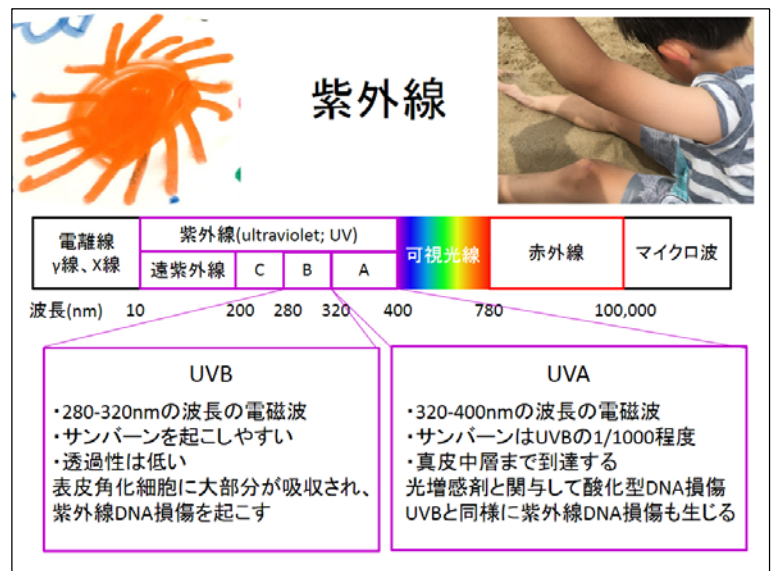 紫外線
電離線
γ線、X線
紫外線(ultraviolet; UV)
遠紫外線
C
B
A
可視光線
赤外線
マイクロ波
波長(nm) 10 200 280 320 400 780 100,000
UVB
・280-320nmの波長の電磁波
・サンバーンを起こしやすい
・透過性は低い
表皮角化細胞に大部分が吸収され、
紫外線DNA損傷を起こす
UVA
・320-400nmの波長の電磁波
・サンバーンはUVBの1/1000程度
・真皮中層まで到達する
光増感剤と関与して酸化型DNA損傷
UVBと同様に紫外線DNA損傷も生じる